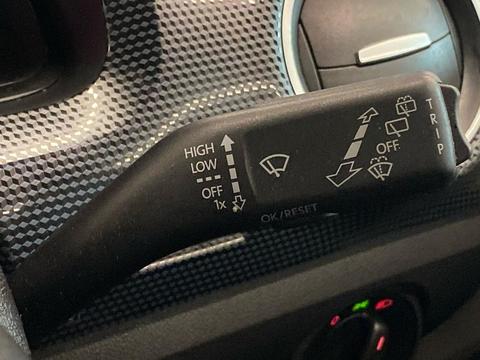 HIGH
LOW
OFF
1x
OFF
TRIP
OK/RESET